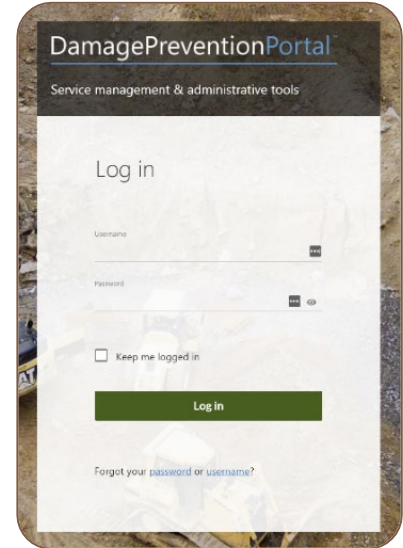 DamagePreventionPortal™
Service management & administrative tools
Log in
Username
Password
Keep me logged in
Log in
Forgot your password or username?